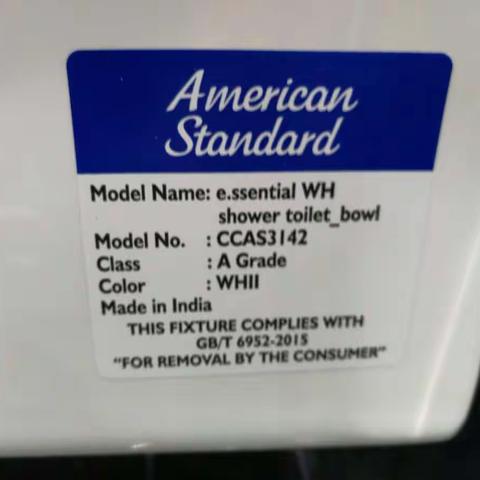 American
Standard
Model Name: e.ssential WH
shower toilet_bowl
Model No. : CCAS3142
Class : A Grade
Color : WHII
Made in India
THIS FIXTURE COMPLIES WITH
GB/T 6952-2015
"FOR REMOVAL BY THE CONSUMER"